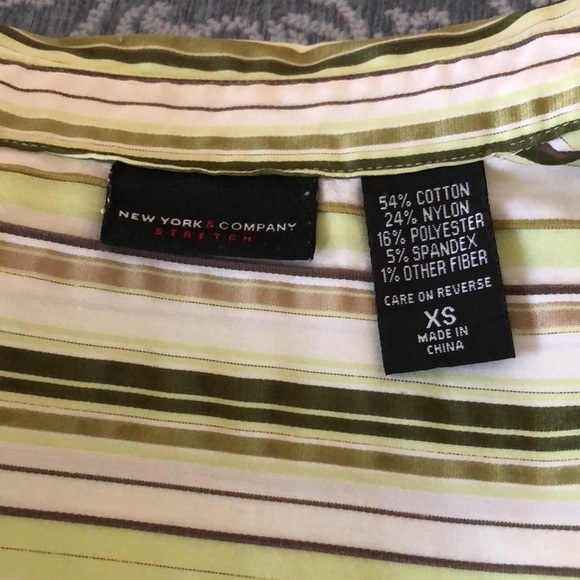 NEW YORK & COMPANY
STRETCH
54% COTTON
24% NYLON
16% POLYESTER
5% SPANDEX
1% OTHER FIBER
CARE ON REVERSE
XS
MADE IN
CHINA